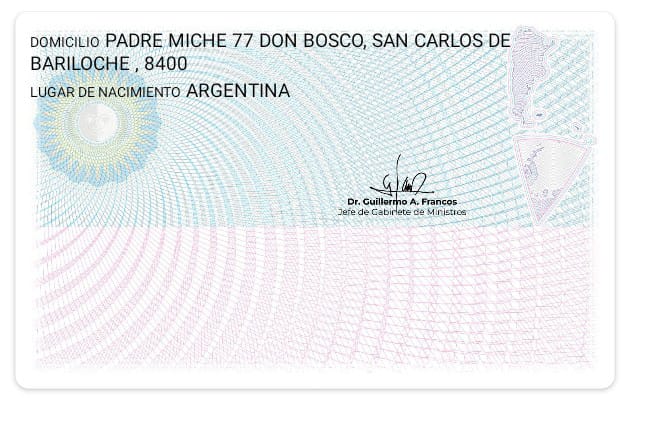 DOMICILIO PADRE MICHE 77 DON BOSCO, SAN CARLOS DE
BARILOCHE , 8400
LUGAR DE NACIMIENTO ARGENTINA
Dr. Guillermo A. Francos
Jefe de Gabinete de Ministros